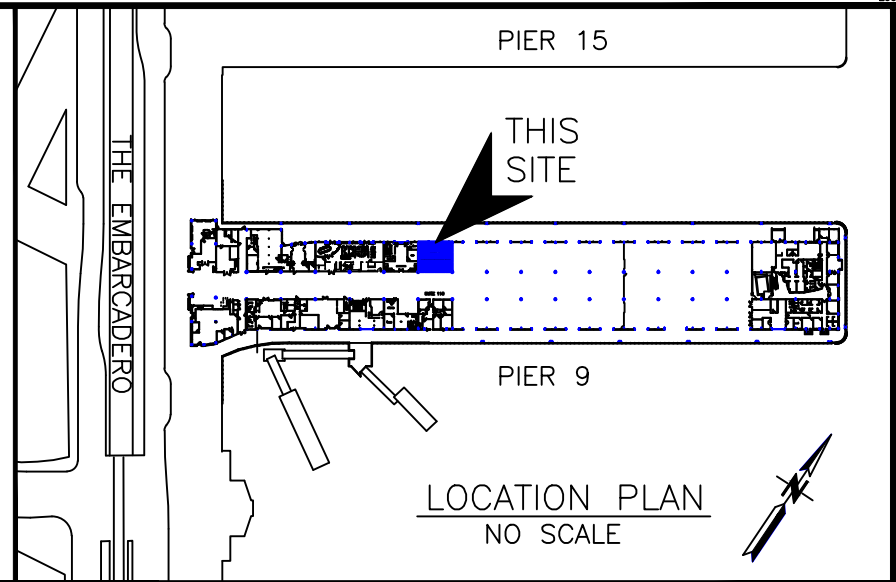 PIER 15
THIS
SITE
THE EMBARCADERO
PIER 9
LOCATION PLAN
NO SCALE
N